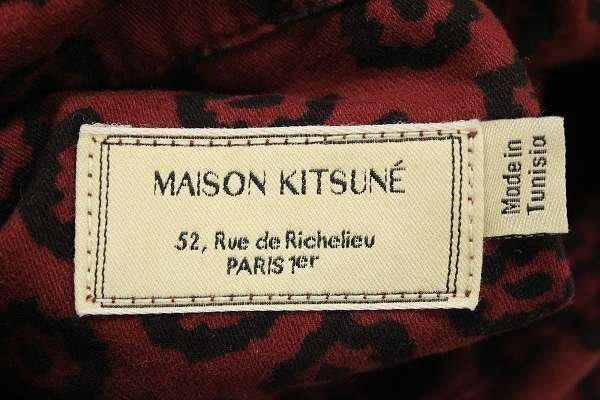 MAISON KITSUNÉ
52, Rue de Richelieu
PARIS 1er
Made in
Tunisia